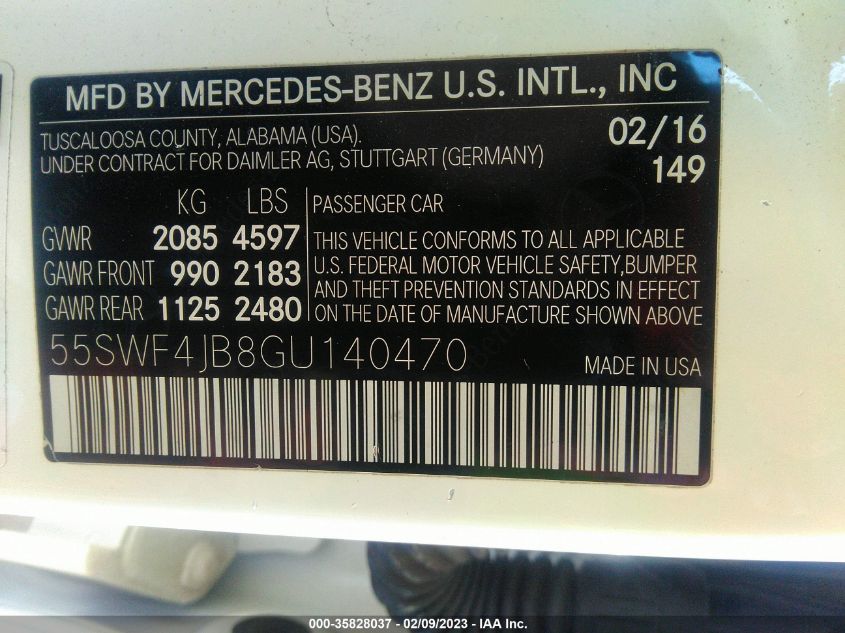 MFD BY MERCEDES-BENZ U.S. INTL., INC
TUSCALOOSA COUNTY, ALABAMA (USA).
UNDER CONTRACT FOR DAIMLER AG, STUTTGART (GERMANY)
02/16
149
KG LBS
GVWR 2085 4597
GAWR FRONT 990 2183
GAWR REAR 1125 2480
PASSENGER CAR
THIS VEHICLE CONFORMS TO ALL APPLICABLE
U.S. FEDERAL MOTOR VEHICLE SAFETY,BUMPER
AND THEFT PREVENTION STANDARDS IN EFFECT
ON THE DATE OF MANUFACTURE SHOWN ABOVE
55SWF4JB8GU140470
MADE IN USA
000-35828037 - 02/09/2023 - IAA Inc.